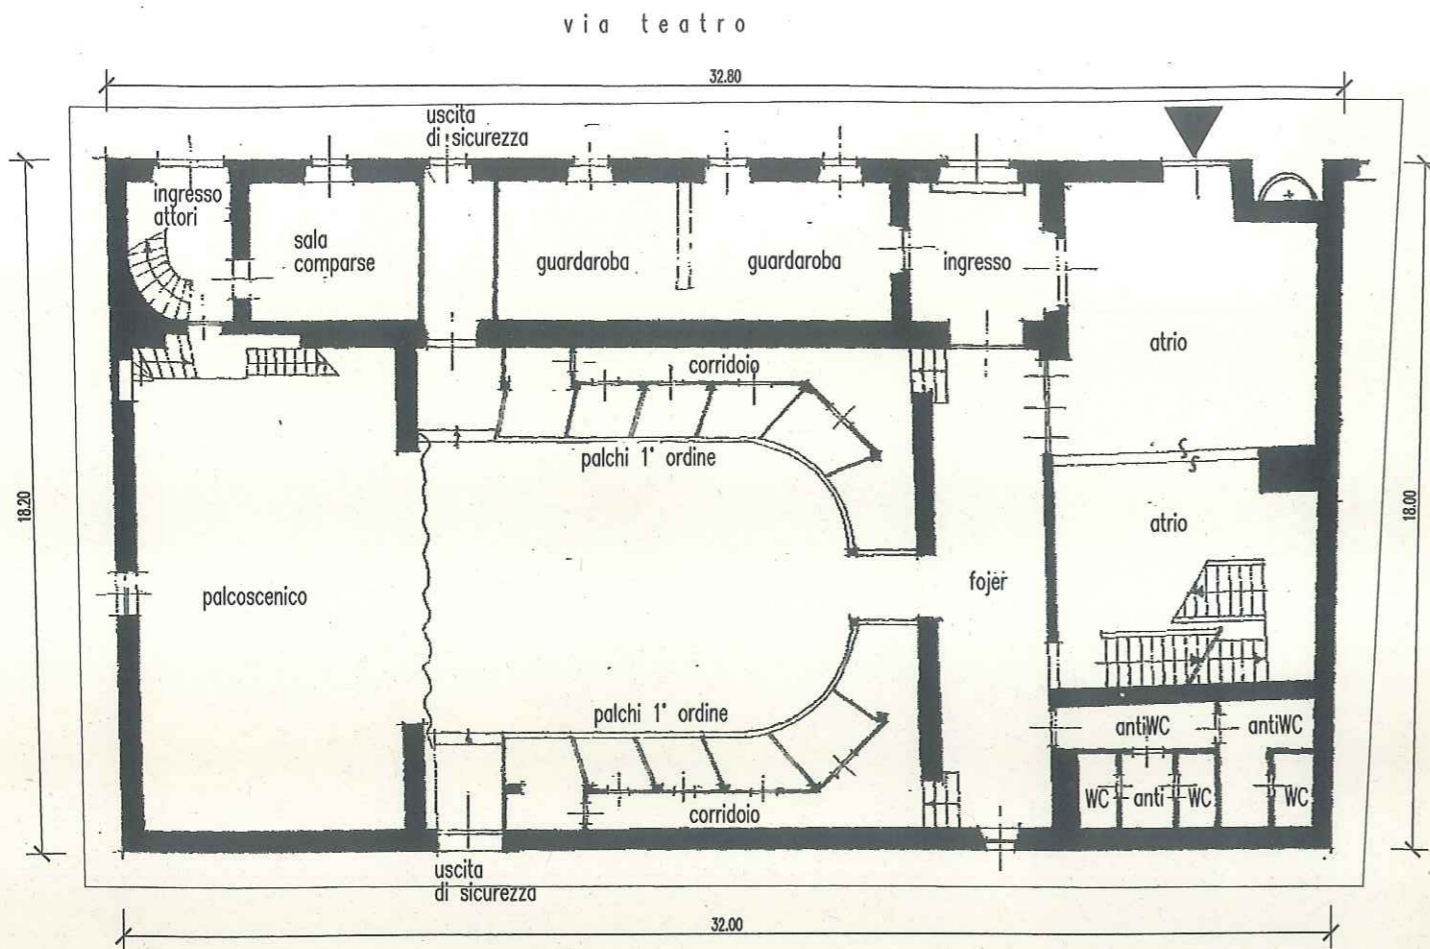 via teatro
32.80
uscita
di sicurezza
ingresso
attori
sala
comparse
guardaroba
guardaroba
ingresso
atrio
corridoio
palchi 1° ordine
18.20
18.00
atrio
palcoscenico
fojèr
palchi 1° ordine
antiWC
antiWC
WC
anti
WC
WC
corridoio
uscita
di sicurezza
32.00